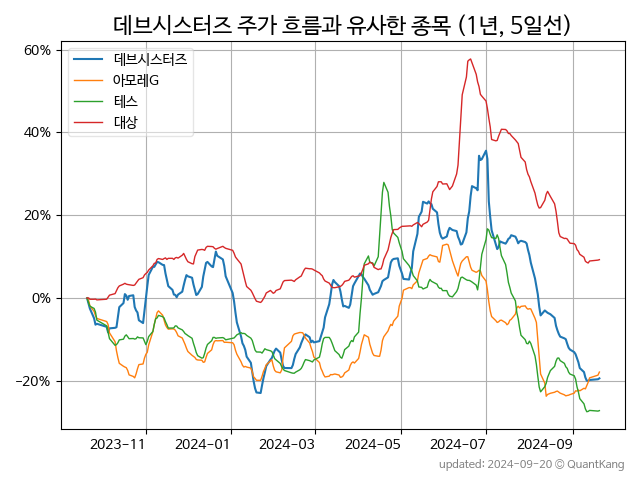 데브시스터즈 주가 흐름과 유사한 종목 (1년, 5일선)
60%
40%
20%
0%
−20%
데브시스터즈
아모레G
테스
대상
2023-11
2024-01
2024-03
2024-05
2024-07
2024-09
updated: 2024-09-20 © QuantKang